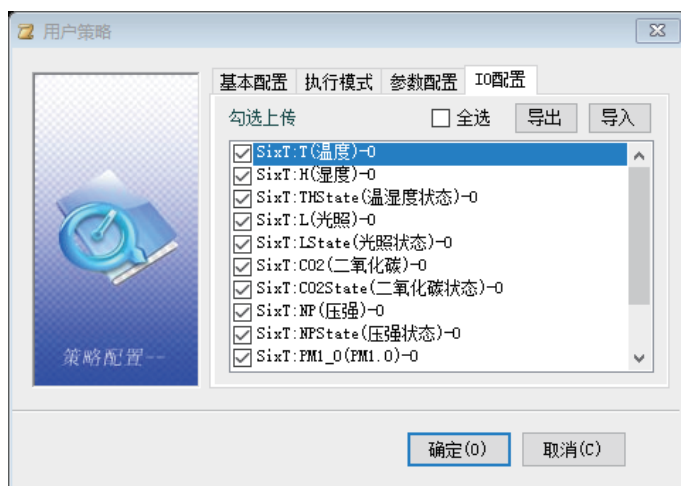 用户策略
基本配置 执行模式 参数配置 IO配置
勾选上传 全选 导出 导入
SixT:T(温度)-0
SixT:H(湿度)-0
SixT:THState(温湿度状态)-0
SixT:L(光照)-0
SixT:LState(光照状态)-0
SixT:CO2(二氧化碳)-0
SixT:CO2State(二氧化碳状态)-0
SixT:NP(压强)-0
SixT:NPState(压强状态)-0
SixT:PM1_0(PM1.0)-0
策略配置--
确定(O) 取消(C)